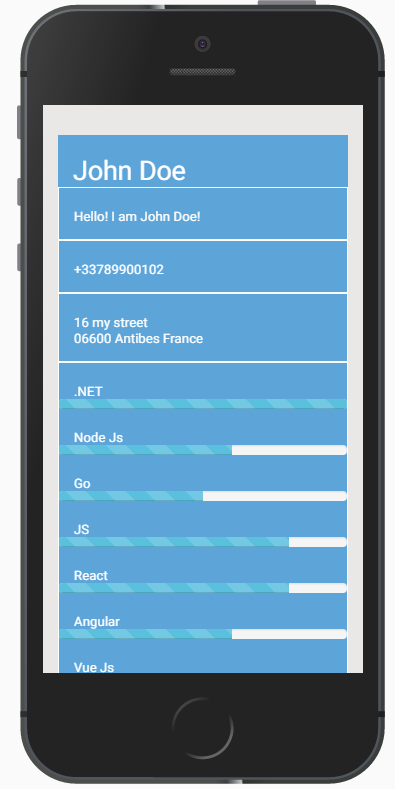 John Doe
Hello! I am John Doe!
+33789900102
16 my street
06600 Antibes France
.NET
Node Js
Go
JS
React
Angular
Vue Js